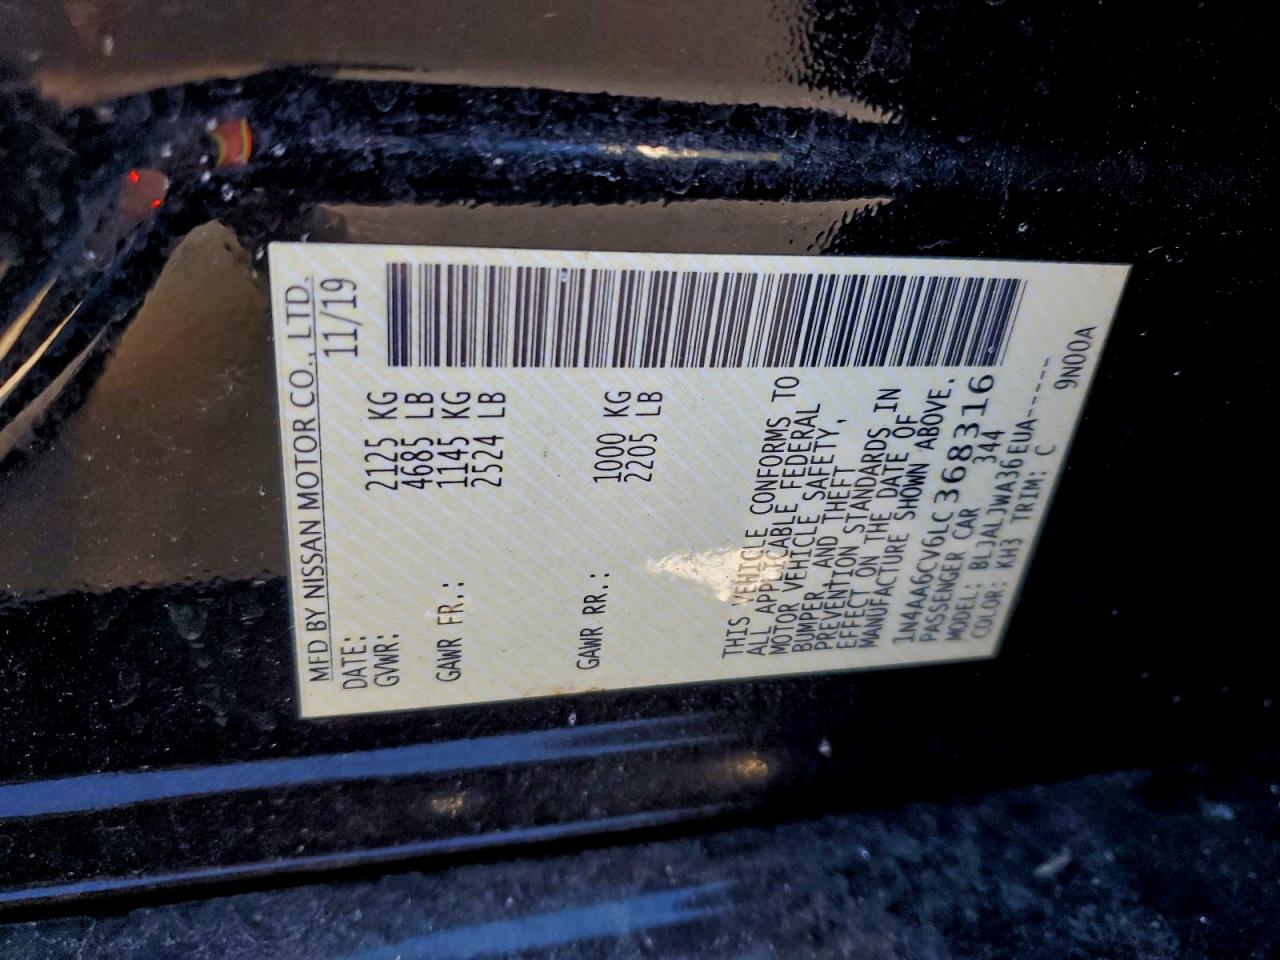 MFD BY NISSAN MOTOR CO., LTD.
DATE: 11/19
GVWR: 2125 KG
4685 LB
GAWR FR.: 1145 KG
2524 LB
GAWR RR.: 1000 KG
2205 LB
THIS VEHICLE CONFORMS TO
ALL APPLICABLE FEDERAL
MOTOR VEHICLE SAFETY,
BUMPER, AND THEFT
PREVENTION STANDARDS IN
EFFECT ON THE DATE OF
MANUFACTURE SHOWN ABOVE.
1N4AA6CV6LC368316
PASSENGER CAR 344
MODEL: BLJALJWA36EUA-----
COLOR: KH3 TRIM: C 9N00A